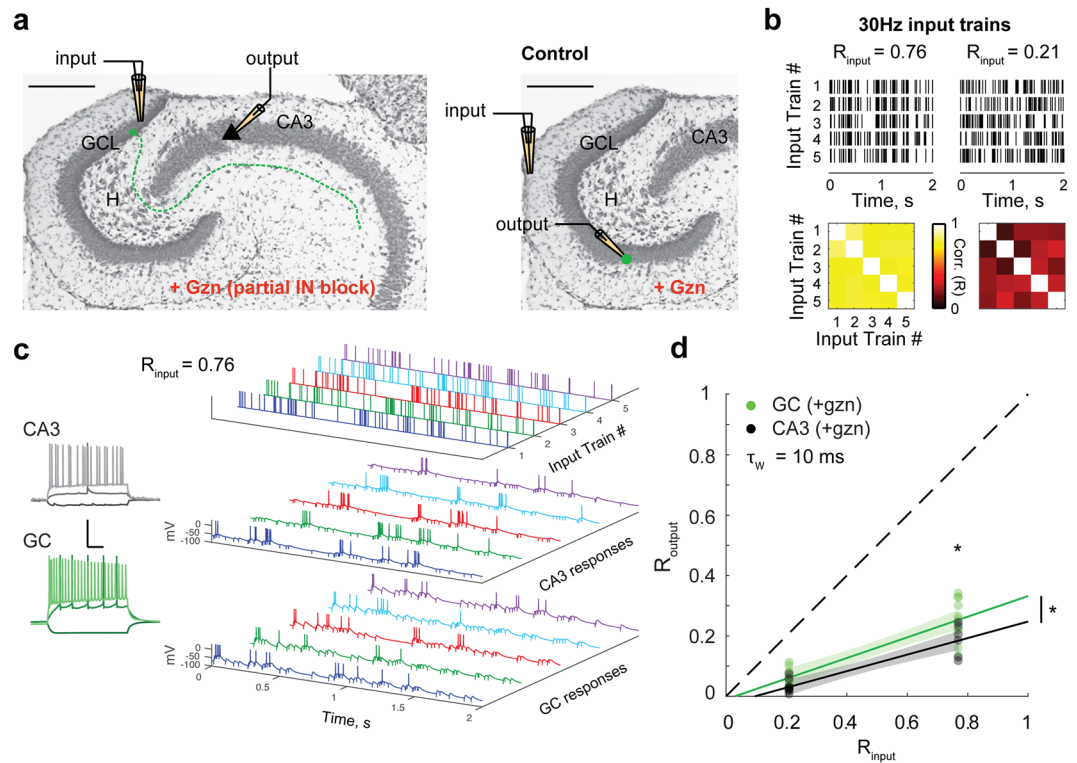 a
input
output
GCL
CA3
H
+ Gzn (partial IN block)
Control
input
GCL
CA3
H
output
+ Gzn
b
30Hz input trains
Rinput = 0.76
Rinput = 0.21
Input Train #
1
2
3
4
5
0 1 2
Time, s
0 1 2
Time, s
Input Train #
1
2
3
4
5
1 2 3 4 5
Input Train #
1
Corr. (R)
0
c
Rinput = 0.76
1
2
3
4
5
Input Train #
CA3
GC
mV
0
-50
-100
CA3 responses
mV
0
-50
-100
GC responses
0
0.5
1
1.5
2
Time, s
d
GC (+gzn)
CA3 (+gzn)
τW = 10 ms
Routput
1
0.8
0.6
0.4
0.2
0
*
*
0 0.2 0.4 0.6 0.8 1
Rinput